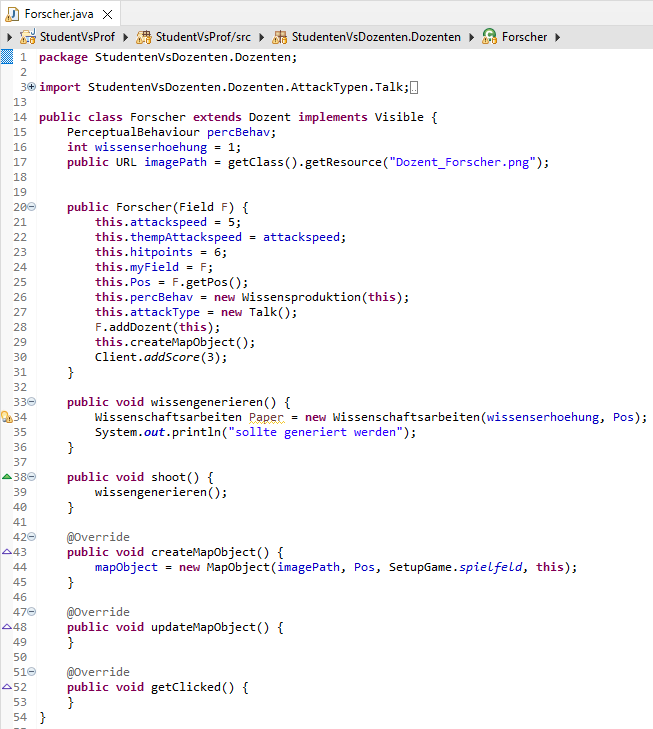 Forscher.java
StudentVsProf StudentVsProf/src StudentenVsDozenten.Dozenten Forscher
1 package StudentenVsDozenten.Dozenten;
2
3 import StudentenVsDozenten.Dozenten.AttackTypen.Talk;
13
14 public class Forscher extends Dozent implements Visible {
15 PerceptualBehaviour percBehav;
16 int wissenserhoehung = 1;
17 public URL imagePath = getClass().getResource("Dozent_Forscher.png");
18
19
20 public Forscher(Field F) {
21 this.attackspeed = 5;
22 this.thempAttackspeed = attackspeed;
23 this.hitpoints = 6;
24 this.myField = F;
25 this.Pos = F.getPos();
26 this.percBehav = new Wissensproduktion(this);
27 this.attackType = new Talk();
28 F.addDozent(this);
29 this.createMapObject();
30 Client.addScore(3);
31 }
32
33 public void wissengenerieren() {
34 Wissenschaftsarbeiten Paper = new Wissenschaftsarbeiten(wissenserhoehung, Pos);
35 System.out.println("sollte generiert werden");
36 }
37
38 public void shoot() {
39 wissengenerieren();
40 }
41
42 @Override
43 public void createMapObject() {
44 mapObject = new MapObject(imagePath, Pos, SetupGame.spielfeld, this);
45 }
46
47 @Override
48 public void updateMapObject() {
49 }
50
51 @Override
52 public void getClicked() {
53 }
54 }